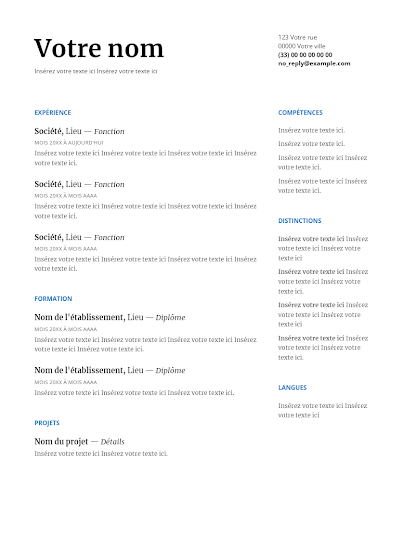 Votre nom
Insérez votre texte ici Insérez votre texte ici
123 Votre rue
00000 Votre ville
(33) 00 00 00 00 00
no_reply@example.com
EXPÉRIENCE
Société, Lieu — Fonction
MOIS 20XX À AUJOURD'HUI
Insérez votre texte ici Insérez votre texte ici Insérez votre texte ici Insérez
votre texte ici.
Société, Lieu — Fonction
MOIS 20XX À MOIS AAAA
Insérez votre texte ici Insérez votre texte ici Insérez votre texte ici Insérez
votre texte ici.
Société, Lieu — Fonction
MOIS 20XX À MOIS AAAA
Insérez votre texte ici Insérez votre texte ici Insérez votre texte ici Insérez
votre texte ici.
FORMATION
Nom de l'établissement, Lieu — Diplôme
MOIS 20XX À MOIS AAAA
Insérez votre texte ici Insérez votre texte ici Insérez votre texte ici Insérez
votre texte ici Insérez votre texte ici.
Nom de l'établissement, Lieu — Diplôme
MOIS 20XX À MOIS AAAA
Insérez votre texte ici Insérez votre texte ici Insérez votre texte ici.
PROJETS
Nom du projet — Détails
Insérez votre texte ici Insérez votre texte ici.
COMPÉTENCES
Insérez votre texte ici.
Insérez votre texte ici.
Insérez votre texte ici Insérez
votre texte ici.
Insérez votre texte ici Insérez
votre texte ici.
DISTINCTIONS
Insérez votre texte ici Insérez
votre texte ici Insérez votre
texte ici
Insérez votre texte ici Insérez
votre texte ici Insérez votre
texte ici.
Insérez votre texte ici Insérez
votre texte ici Insérez votre
texte ici
Insérez votre texte ici Insérez
votre texte ici Insérez votre
texte ici.
LANGUES
Insérez votre texte ici Insérez
votre texte ici